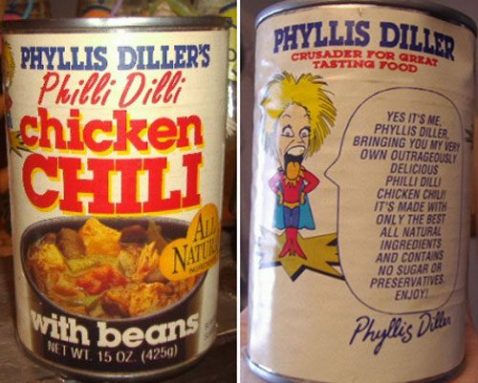 PHYLLIS DILLER'S
Philli Dilli
chicken
CHILI
ALL
NATURAL
with beans
NET WT. 15 OZ. (425g)
PHYLLIS DILLER
CRUSADER FOR GREAT
TASTING FOOD
YES IT'S ME,
PHYLLIS DILLER,
BRINGING YOU MY VERY
OWN OUTRAGEOUSLY
DELICIOUS
PHILLI DILLI
CHICKEN CHILI!
IT'S MADE WITH
ONLY THE BEST
ALL NATURAL
INGREDIENTS
AND CONTAINS
NO SUGAR OR
PRESERVATIVES.
ENJOY!
Phyllis Diller